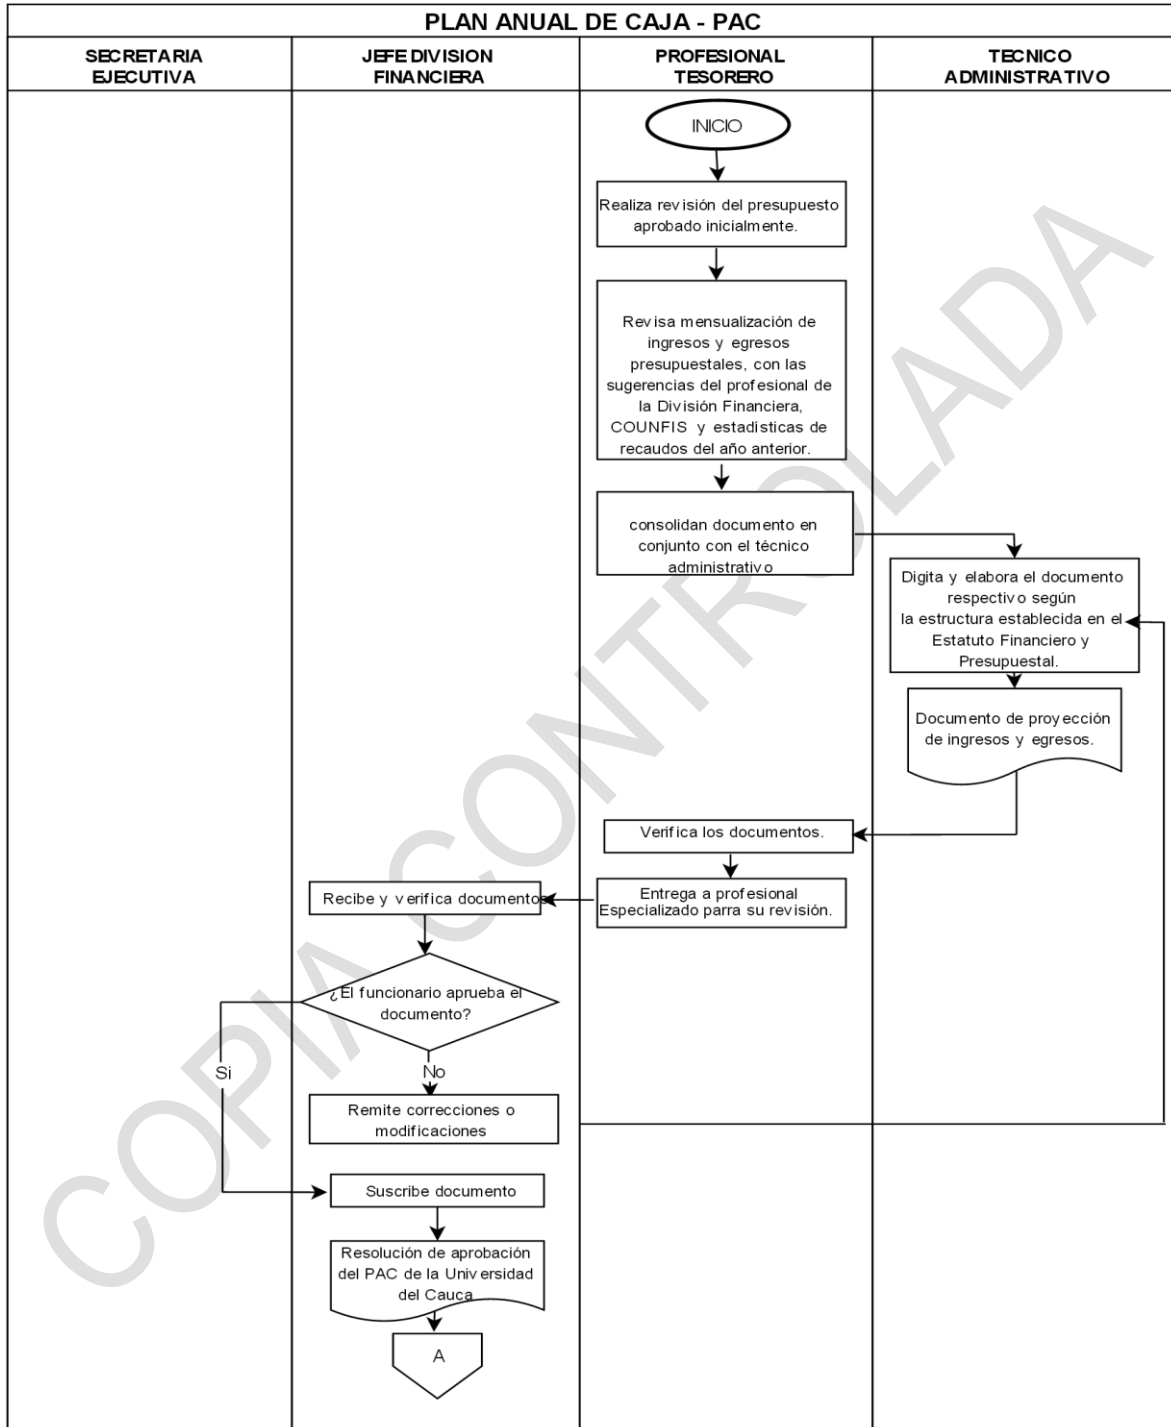 PLAN ANUAL DE CAJA - PAC
SECRETARIA
EJECUTIVA
JEFE DIVISION
FINANCIERA
PROFESIONAL
TESORERO
TECNICO
ADMINISTRATIVO
INICIO
Realiza revisión del presupuesto
aprobado inicialmente.
Revisa mensualización de
ingresos y egresos
presupuestales, con las
sugerencias del profesional de
la División Financiera,
COUNFIS y estadísticas de
recaudos del año anterior.
consolidan documento en
conjunto con el técnico
administrativo
Digita y elabora el documento
respectivo según
la estructura establecida en el
Estatuto Financiero y
Presupuestal.
Documento de proyección
de ingresos y egresos.
Verifica los documentos.
Entrega a profesional
Especializado parra su revisión.
Recibe y verifica documentos
¿El funcionario aprueba el
documento?
Si
No
Remite correcciones o
modificaciones
Suscribe documento
Resolución de aprobación
del PAC de la Universidad
del Cauca
A
COPIA CONTROLADA